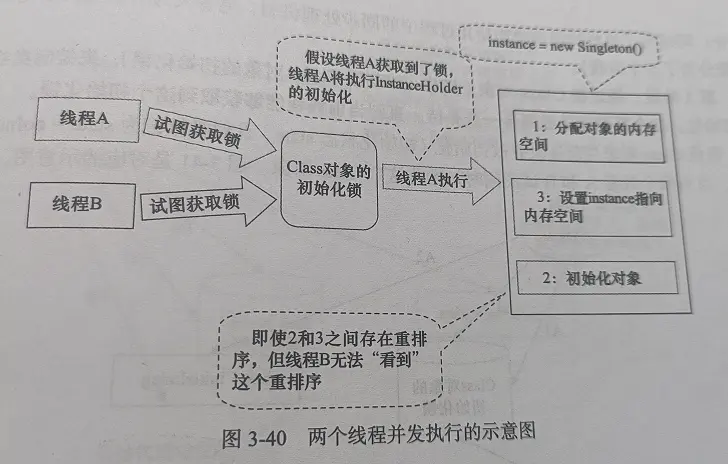 假设线程A获取到了锁，
线程A将执行InstanceHolder
的初始化
instance = new Singleton()
线程A
试图获取锁
线程B
试图获取锁
Class对象的
初始化锁
线程A执行
1：分配对象的内存
空间
3：设置instance指向
内存空间
2：初始化对象
即使2和3之间存在重排
序，但线程B无法“看到”
这个重排序
图 3-40 两个线程并发执行的示意图